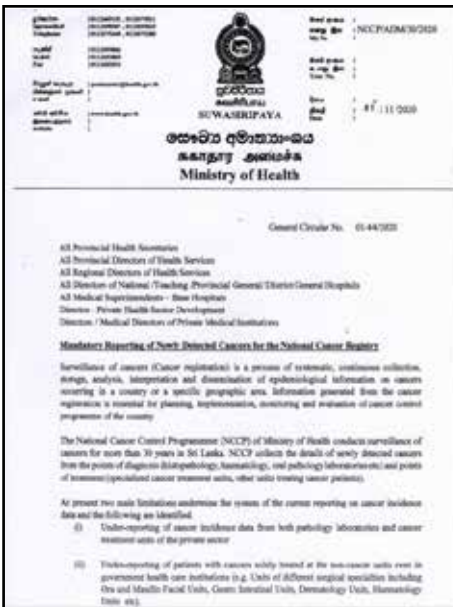 Telephone
Fax
NCCP/ADM/30/2020
SUWASIRIPAYA
11/2020
සෞඛ්‍ය අමාත්‍යාංශය
சுகாதார அமைச்சு
Ministry of Health
General Circular No. 01-44/2020
All Provincial Health Secretaries
All Provincial Directors of Health Services
All Regional Directors of Health Services
All Directors of National /Teaching /Provincial General/ District General Hospitals
All Medical Superintendents – Base Hospitals
Director - Private Health Sector Development
Directors / Medical Directors of Private Medical Institutions
Mandatory Reporting of Newly Detected Cancers for the National Cancer Registry
Surveillance of cancers (Cancer registration) is a process of systematic, continuous collection,
storage, analysis, interpretation and dissemination of epidemiological information on cancers
occurring in a country or a specific geographic area. Information generated from the cancer
registration is essential for planning, implementation, monitoring and evaluation of cancer control
programme of the country.
The National Cancer Control Programme (NCCP) of Ministry of Health conducts surveillance of
cancers for more than 30 years in Sri Lanka. NCCP collects the details of newly detected cancers
from the points of diagnosis (histopathology, haematology, oral pathology laboratories etc) and points
of treatment (specialized cancer treatment units, other units treating cancer patients).
At present two main limitations undermine the system of the current reporting on cancer incidence
data and the following are identified.
(i) Under-reporting of cancer incidence data from both pathology laboratories and cancer
treatment units of the private sector
(ii) Under-reporting of patients with cancers solely treated at the non-cancer units even in
government health care institutions (e.g. Units of different surgical specialties including
Oro and Maxillo Facial Units, Gastro Intestinal Units, Dermatology Units, Haematology
Units etc).